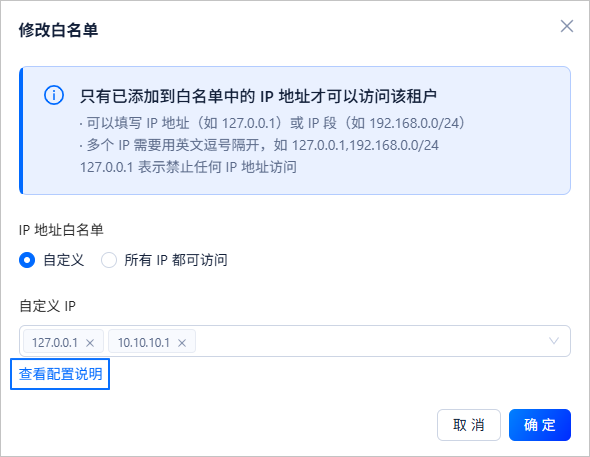 修改白名单
只有已添加到白名单中的 IP 地址才可以访问该租户
· 可以填写 IP 地址（如 127.0.0.1）或 IP 段（如 192.168.0.0/24）
· 多个 IP 需要用英文逗号隔开，如 127.0.0.1,192.168.0.0/24
127.0.0.1 表示禁止任何 IP 地址访问
IP 地址白名单
自定义 所有 IP 都可访问
自定义 IP
127.0.0.1 × 10.10.10.1 ×
查看配置说明
取 消 确 定